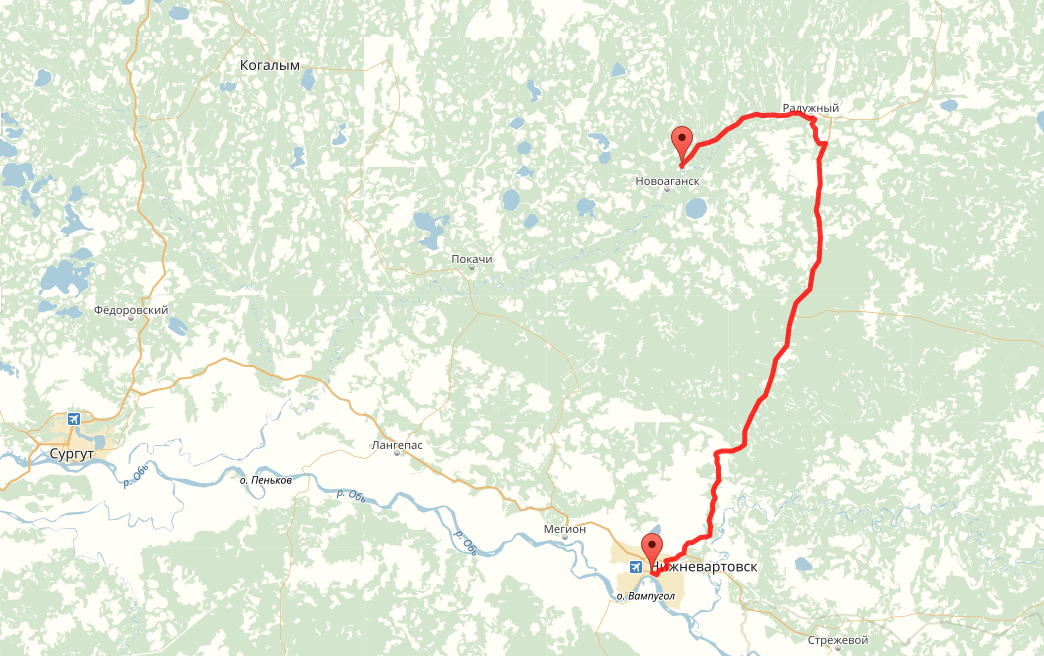 Когалым
Радужный
Новоаганск
Покачи
Фёдоровский
Лангепас
Сургут
р. Обь
о. Пеньков
р. Обь
р. Обь
Мегион
Нижневартовск
о. Вампугол
Стрежевой